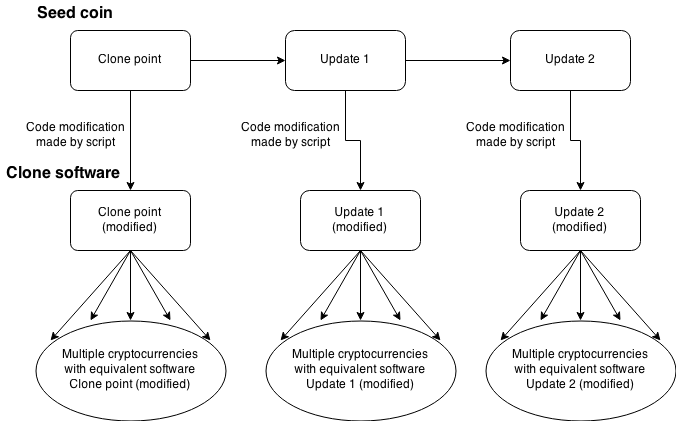 Seed coin
Clone point
Update 1
Update 2
Code modification
made by script
Code modification
made by script
Code modification
made by script
Clone software
Clone point
(modified)
Update 1
(modified)
Update 2
(modified)
Multiple cryptocurrencies
with equivalent software
Clone point (modified)
Multiple cryptocurrencies
with equivalent software
Update 1 (modified)
Multiple cryptocurrencies
with equivalent software
Update 2 (modified)